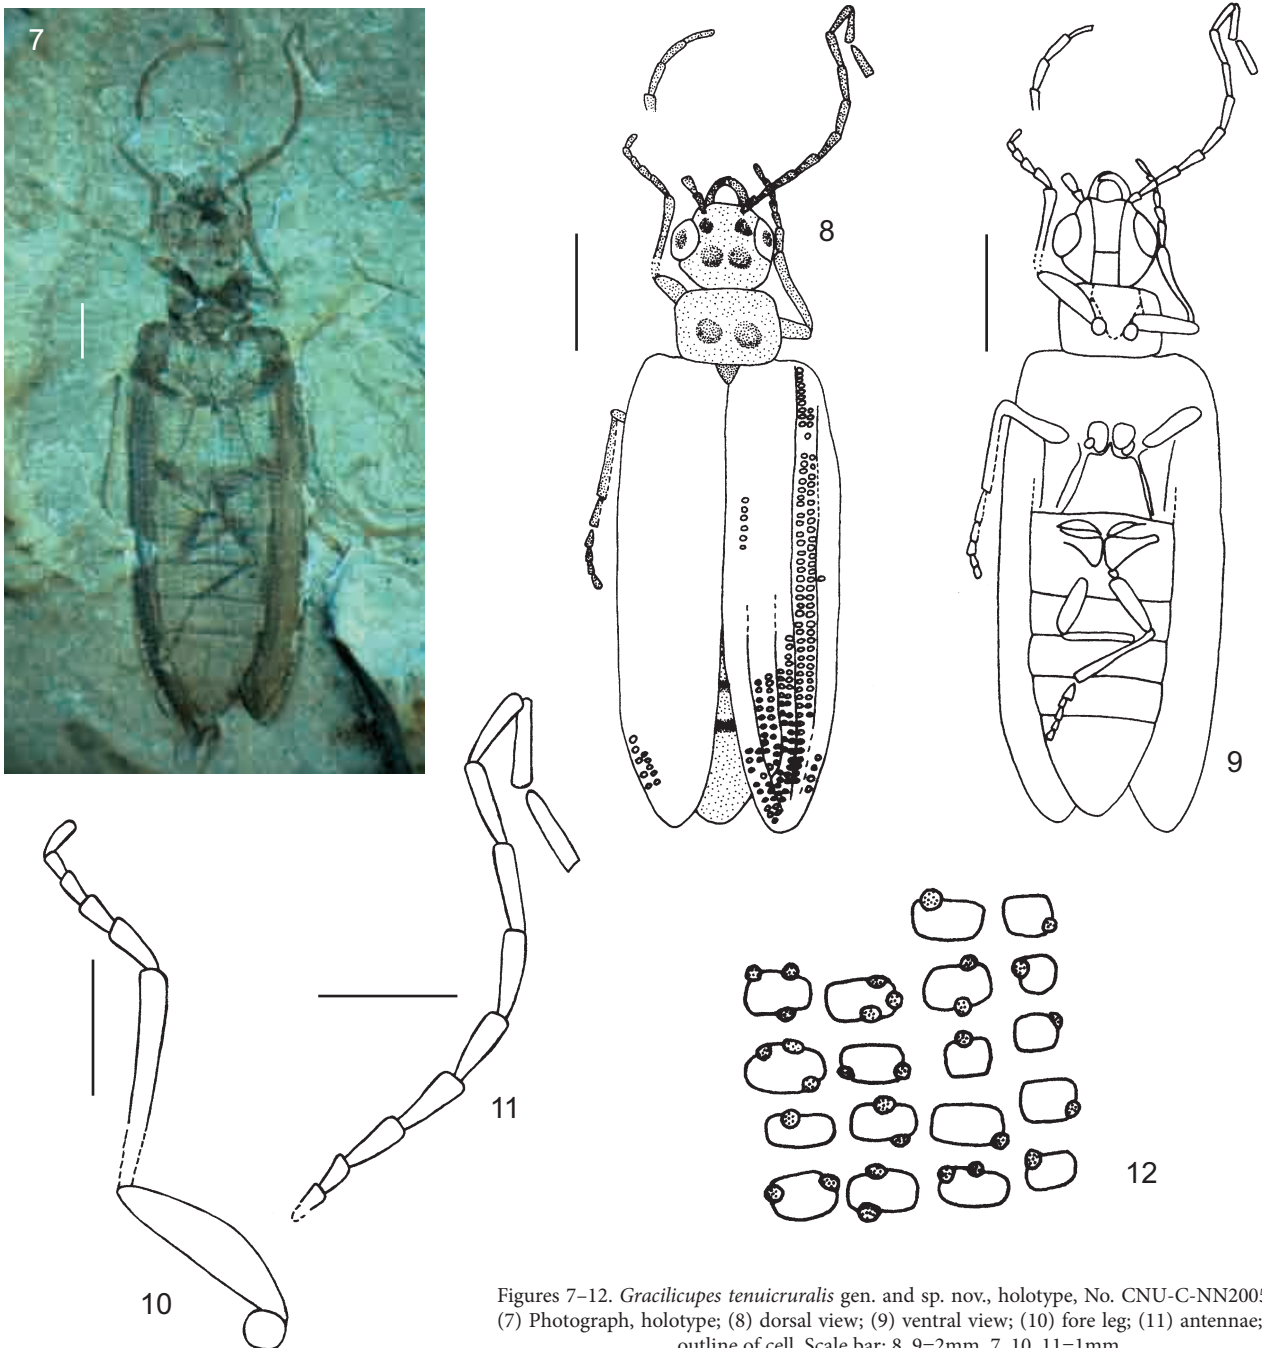 7
8
9
10
11
12
Figures 7–12. Gracilicupes tenuicruralis gen. and sp. nov., holotype, No. CNU-C-NN2005
(7) Photograph, holotype; (8) dorsal view; (9) ventral view; (10) fore leg; (11) antennae;
outline of cell. Scale bar: 8, 9=2mm, 7, 10, 11=1mm